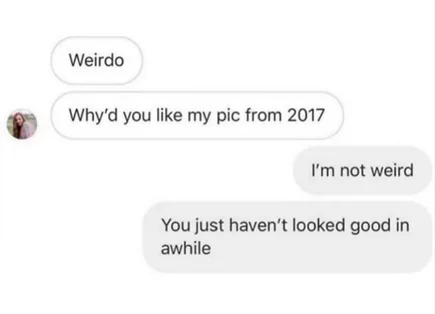 Weirdo
Why'd you like my pic from 2017
I'm not weird
You just haven't looked good in
awhile